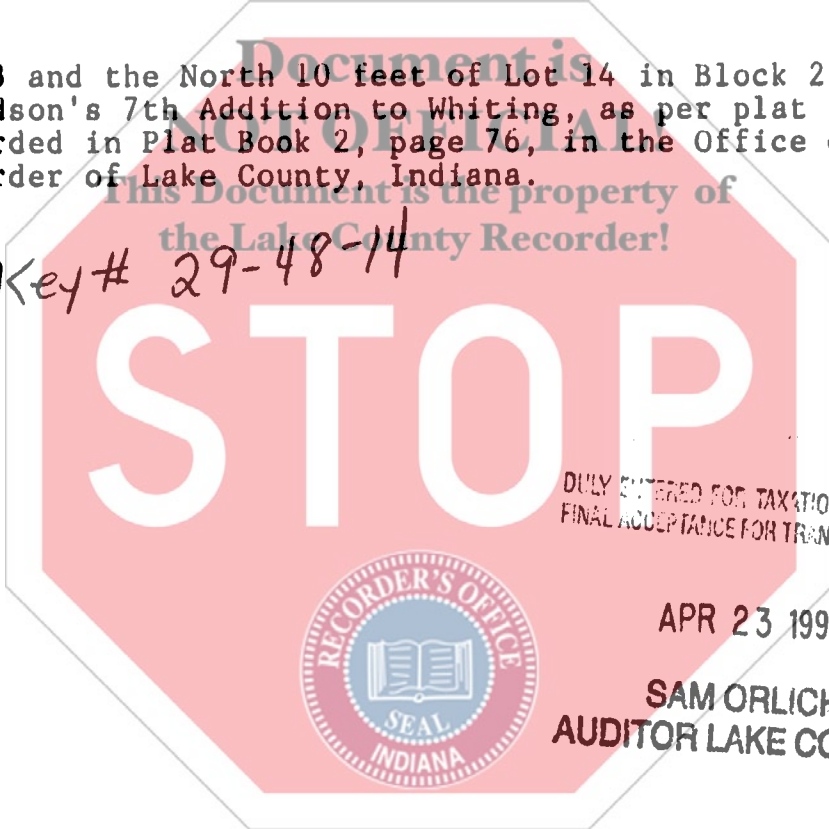 Document is
3 and the North 10 feet of Lot 14 in Block 2
dson's 7th Addition to Whiting, as per plat
NOT OFFICIAL!
rded in Plat Book 2, page 76, in the Office
rder of Lake County, Indiana.
This Document is the property of
the Lake County Recorder!
Key# 29-48-14
STOP
DULY ENTERED FOR TAXATIO
FINAL ACCEPTANCE FOR TRAN
APR 23 199
SAM ORLICH
AUDITOR LAKE CO
RECORDER'S OFFICE
SEAL
INDIANA